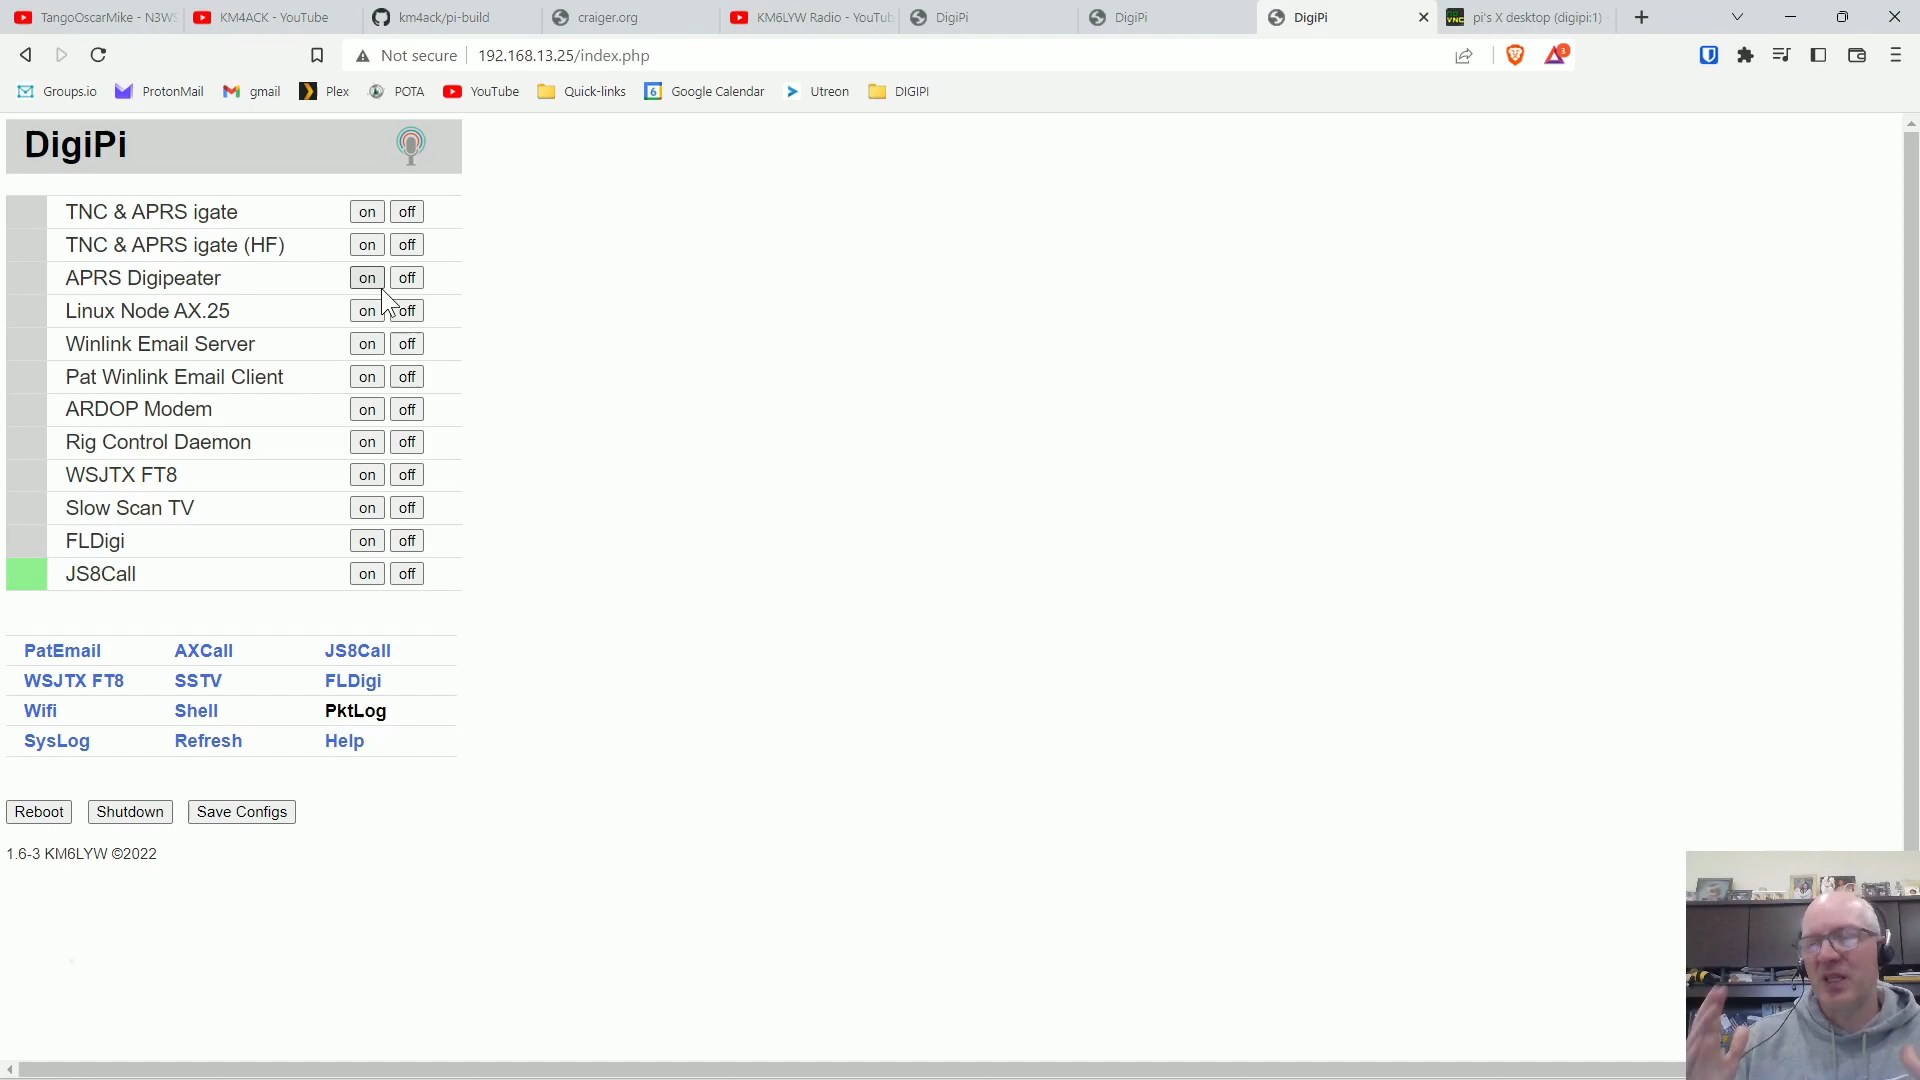 TangoOscarMike - N3WS
KM4ACK - YouTube
km4ack/pi-build
craiger.org
KM6LYW Radio - YouTub
DigiPi
DigiPi
DigiPi
VNC
pi's X desktop (digipi:1)
Not secure
192.168.13.25/index.php
3
Groups.io
ProtonMail
gmail
Plex
POTA
YouTube
Quick-links
6
Google Calendar
Utreon
DIGIPI
DigiPi
TNC & APRS igate on off
TNC & APRS igate (HF) on off
APRS Digipeater on off
Linux Node AX.25 on off
Winlink Email Server on off
Pat Winlink Email Client on off
ARDOP Modem on off
Rig Control Daemon on off
WSJTX FT8 on off
Slow Scan TV on off
FLDigi on off
JS8Call on off
PatEmail AXCall JS8Call
WSJTX FT8 SSTV FLDigi
Wifi Shell PktLog
SysLog Refresh Help
Reboot Shutdown Save Configs
1.6-3 KM6LYW ©2022